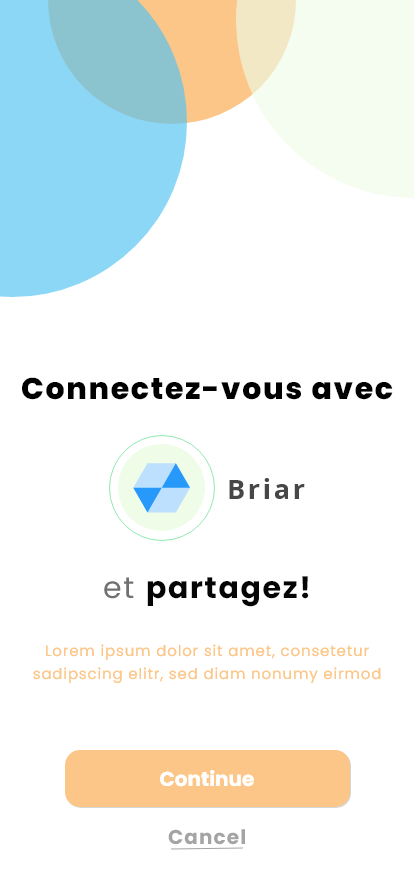 Connectez-vous avec
Briar
et partagez!
Lorem ipsum dolor sit amet, consetetur
sadipscing elitr, sed diam nonumy eirmod
Continue
Cancel